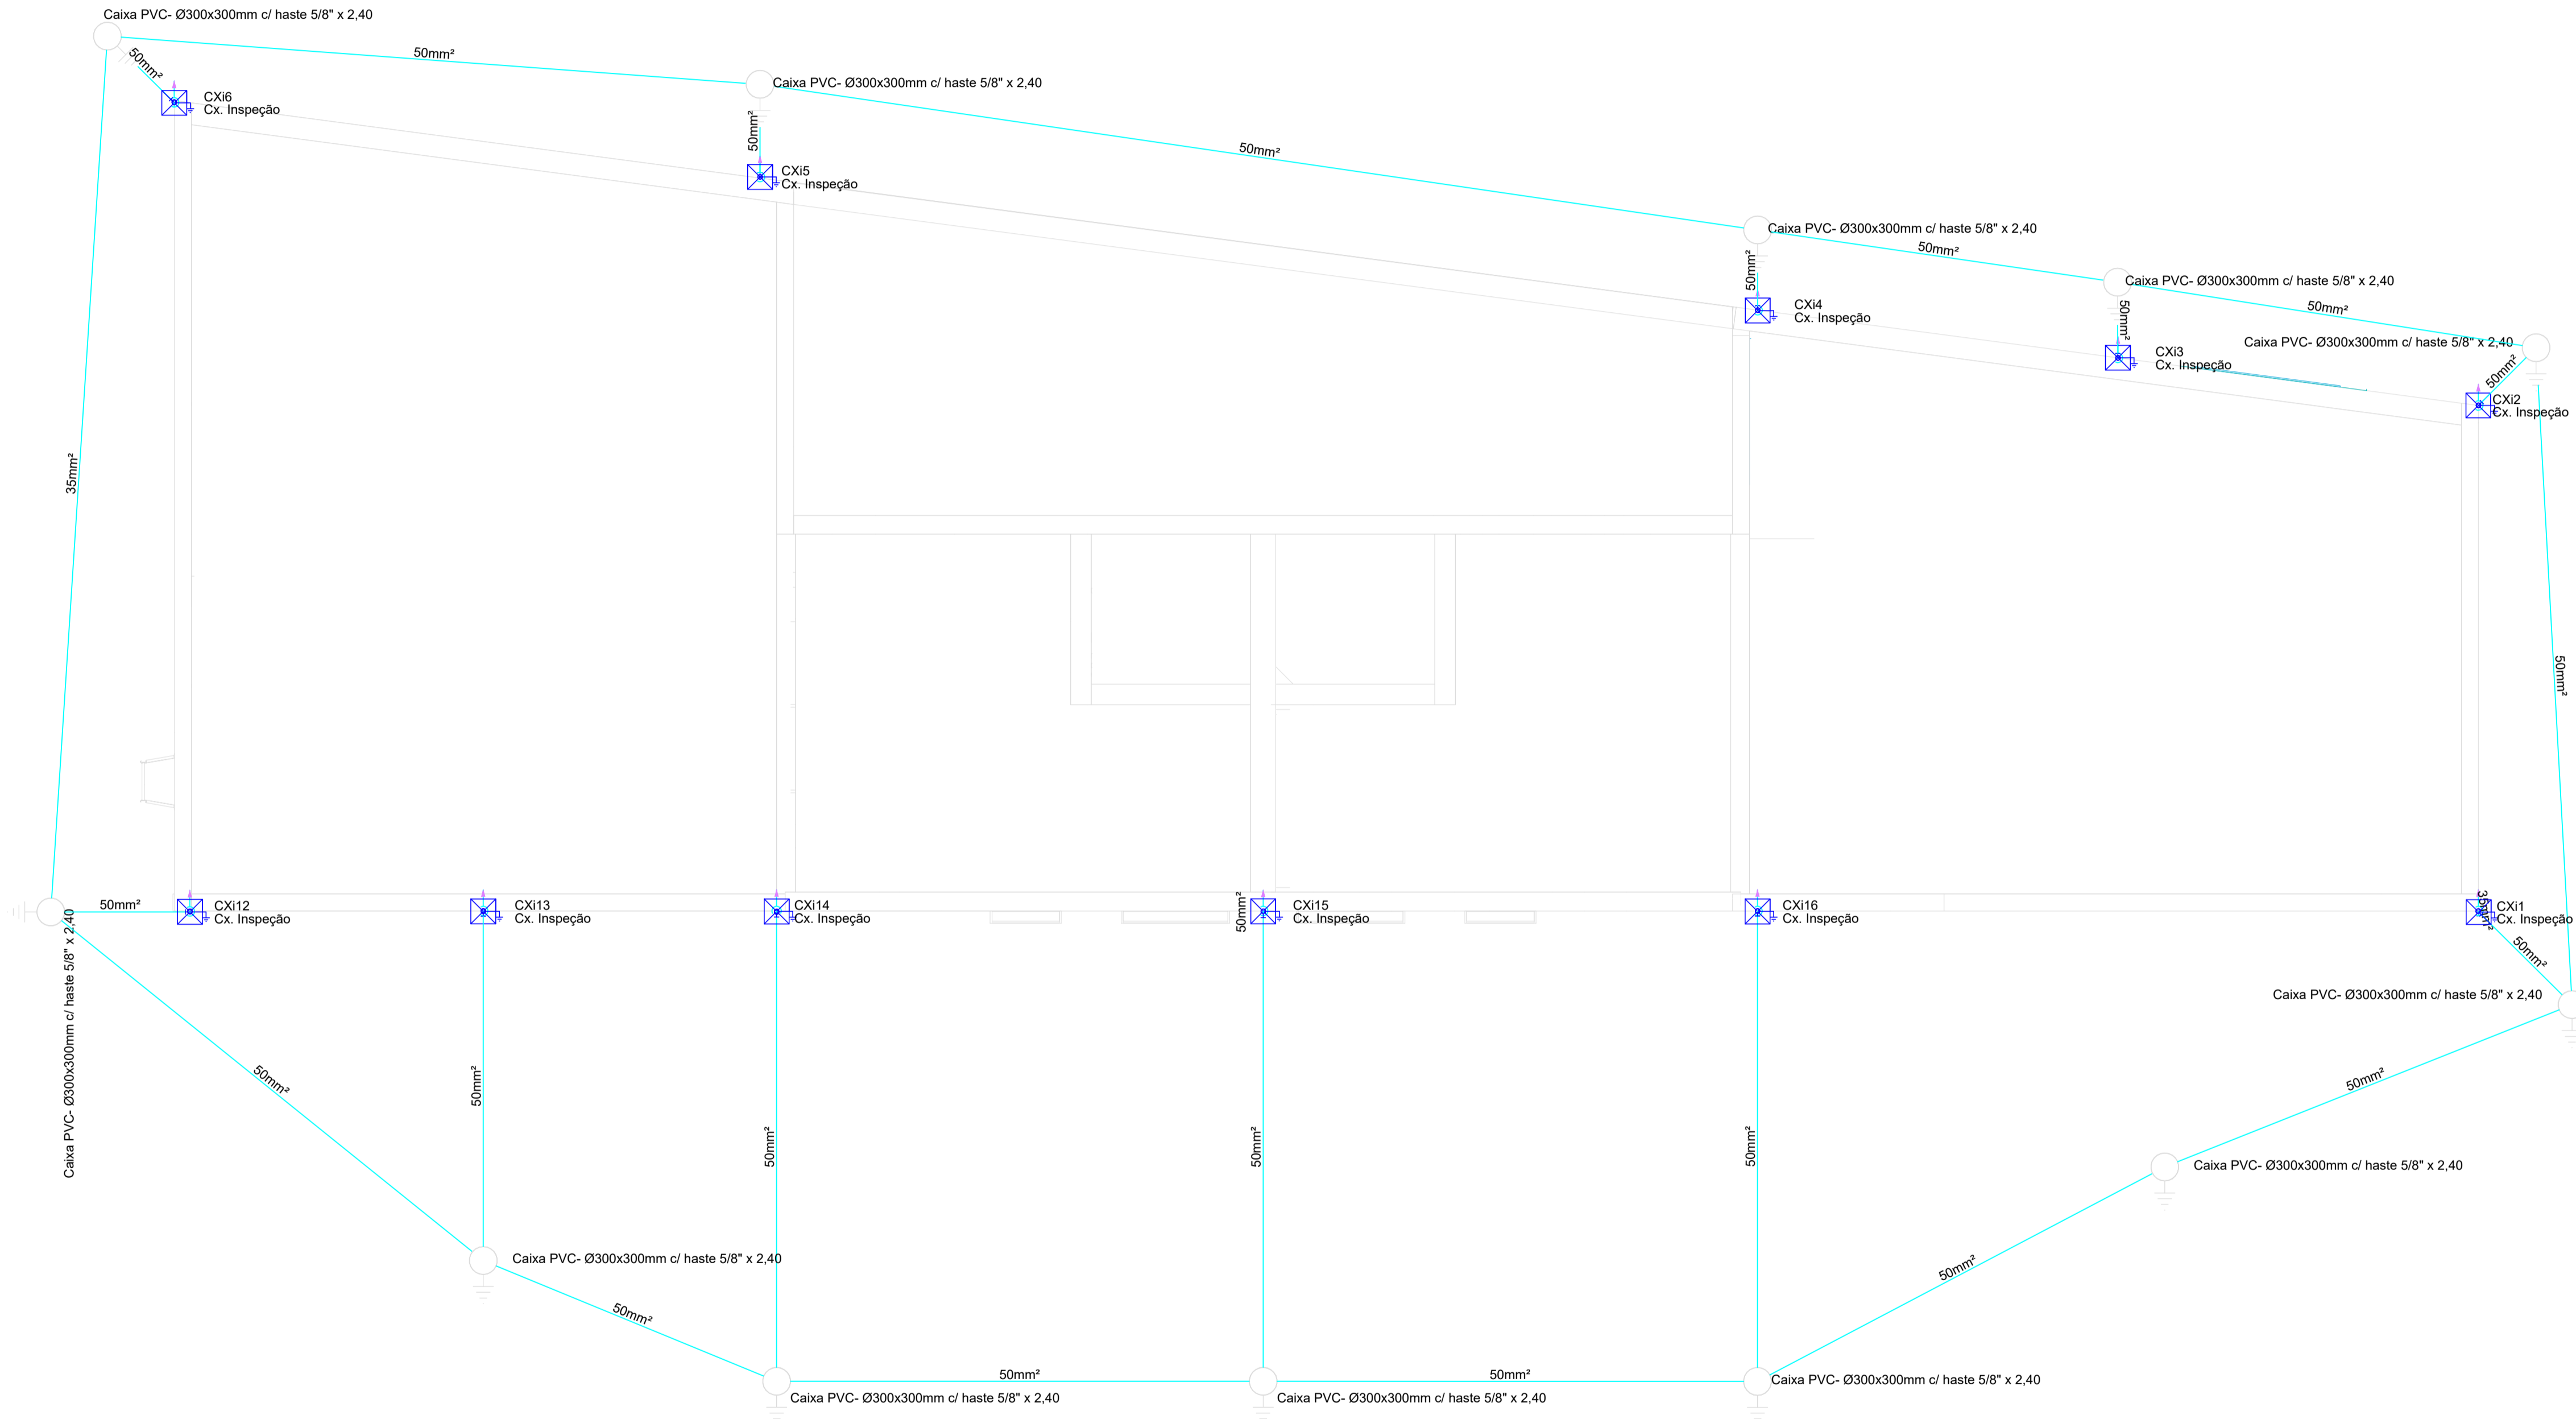 Caixa PVC- Ø300x300mm c/ haste 5/8" x 2,40
50mm²
50mm²
Caixa PVC- Ø300x300mm c/ haste 5/8" x 2,40
CXi6
Cx. Inspeção
50mm²
50mm²
CXi5
Cx. Inspeção
Caixa PVC- Ø300x300mm c/ haste 5/8" x 2,40
50mm²
50mm²
Caixa PVC- Ø300x300mm c/ haste 5/8" x 2,40
50mm²
CXi4
Cx. Inspeção
50mm²
Caixa PVC- Ø300x300mm c/ haste 5/8" x 2,40
CXi3
Cx. Inspeção
50mm²
CXi2
Cx. Inspeção
35mm²
50mm²
50mm²
CXi12
Cx. Inspeção
CXi13
Cx. Inspeção
CXi14
Cx. Inspeção
50mm²
CXi15
Cx. Inspeção
CXi16
Cx. Inspeção
35mm²
CXi1
Cx. Inspeção
50mm²
Caixa PVC- Ø300x300mm c/ haste 5/8" x 2,40
Caixa PVC- Ø300x300mm c/ haste 5/8" x 2,40
50mm²
50mm²
50mm²
50mm²
50mm²
50mm²
Caixa PVC- Ø300x300mm c/ haste 5/8" x 2,40
Caixa PVC- Ø300x300mm c/ haste 5/8" x 2,40
50mm²
50mm²
50mm²
50mm²
Caixa PVC- Ø300x300mm c/ haste 5/8" x 2,40
Caixa PVC- Ø300x300mm c/ haste 5/8" x 2,40
Caixa PVC- Ø300x300mm c/ haste 5/8" x 2,40